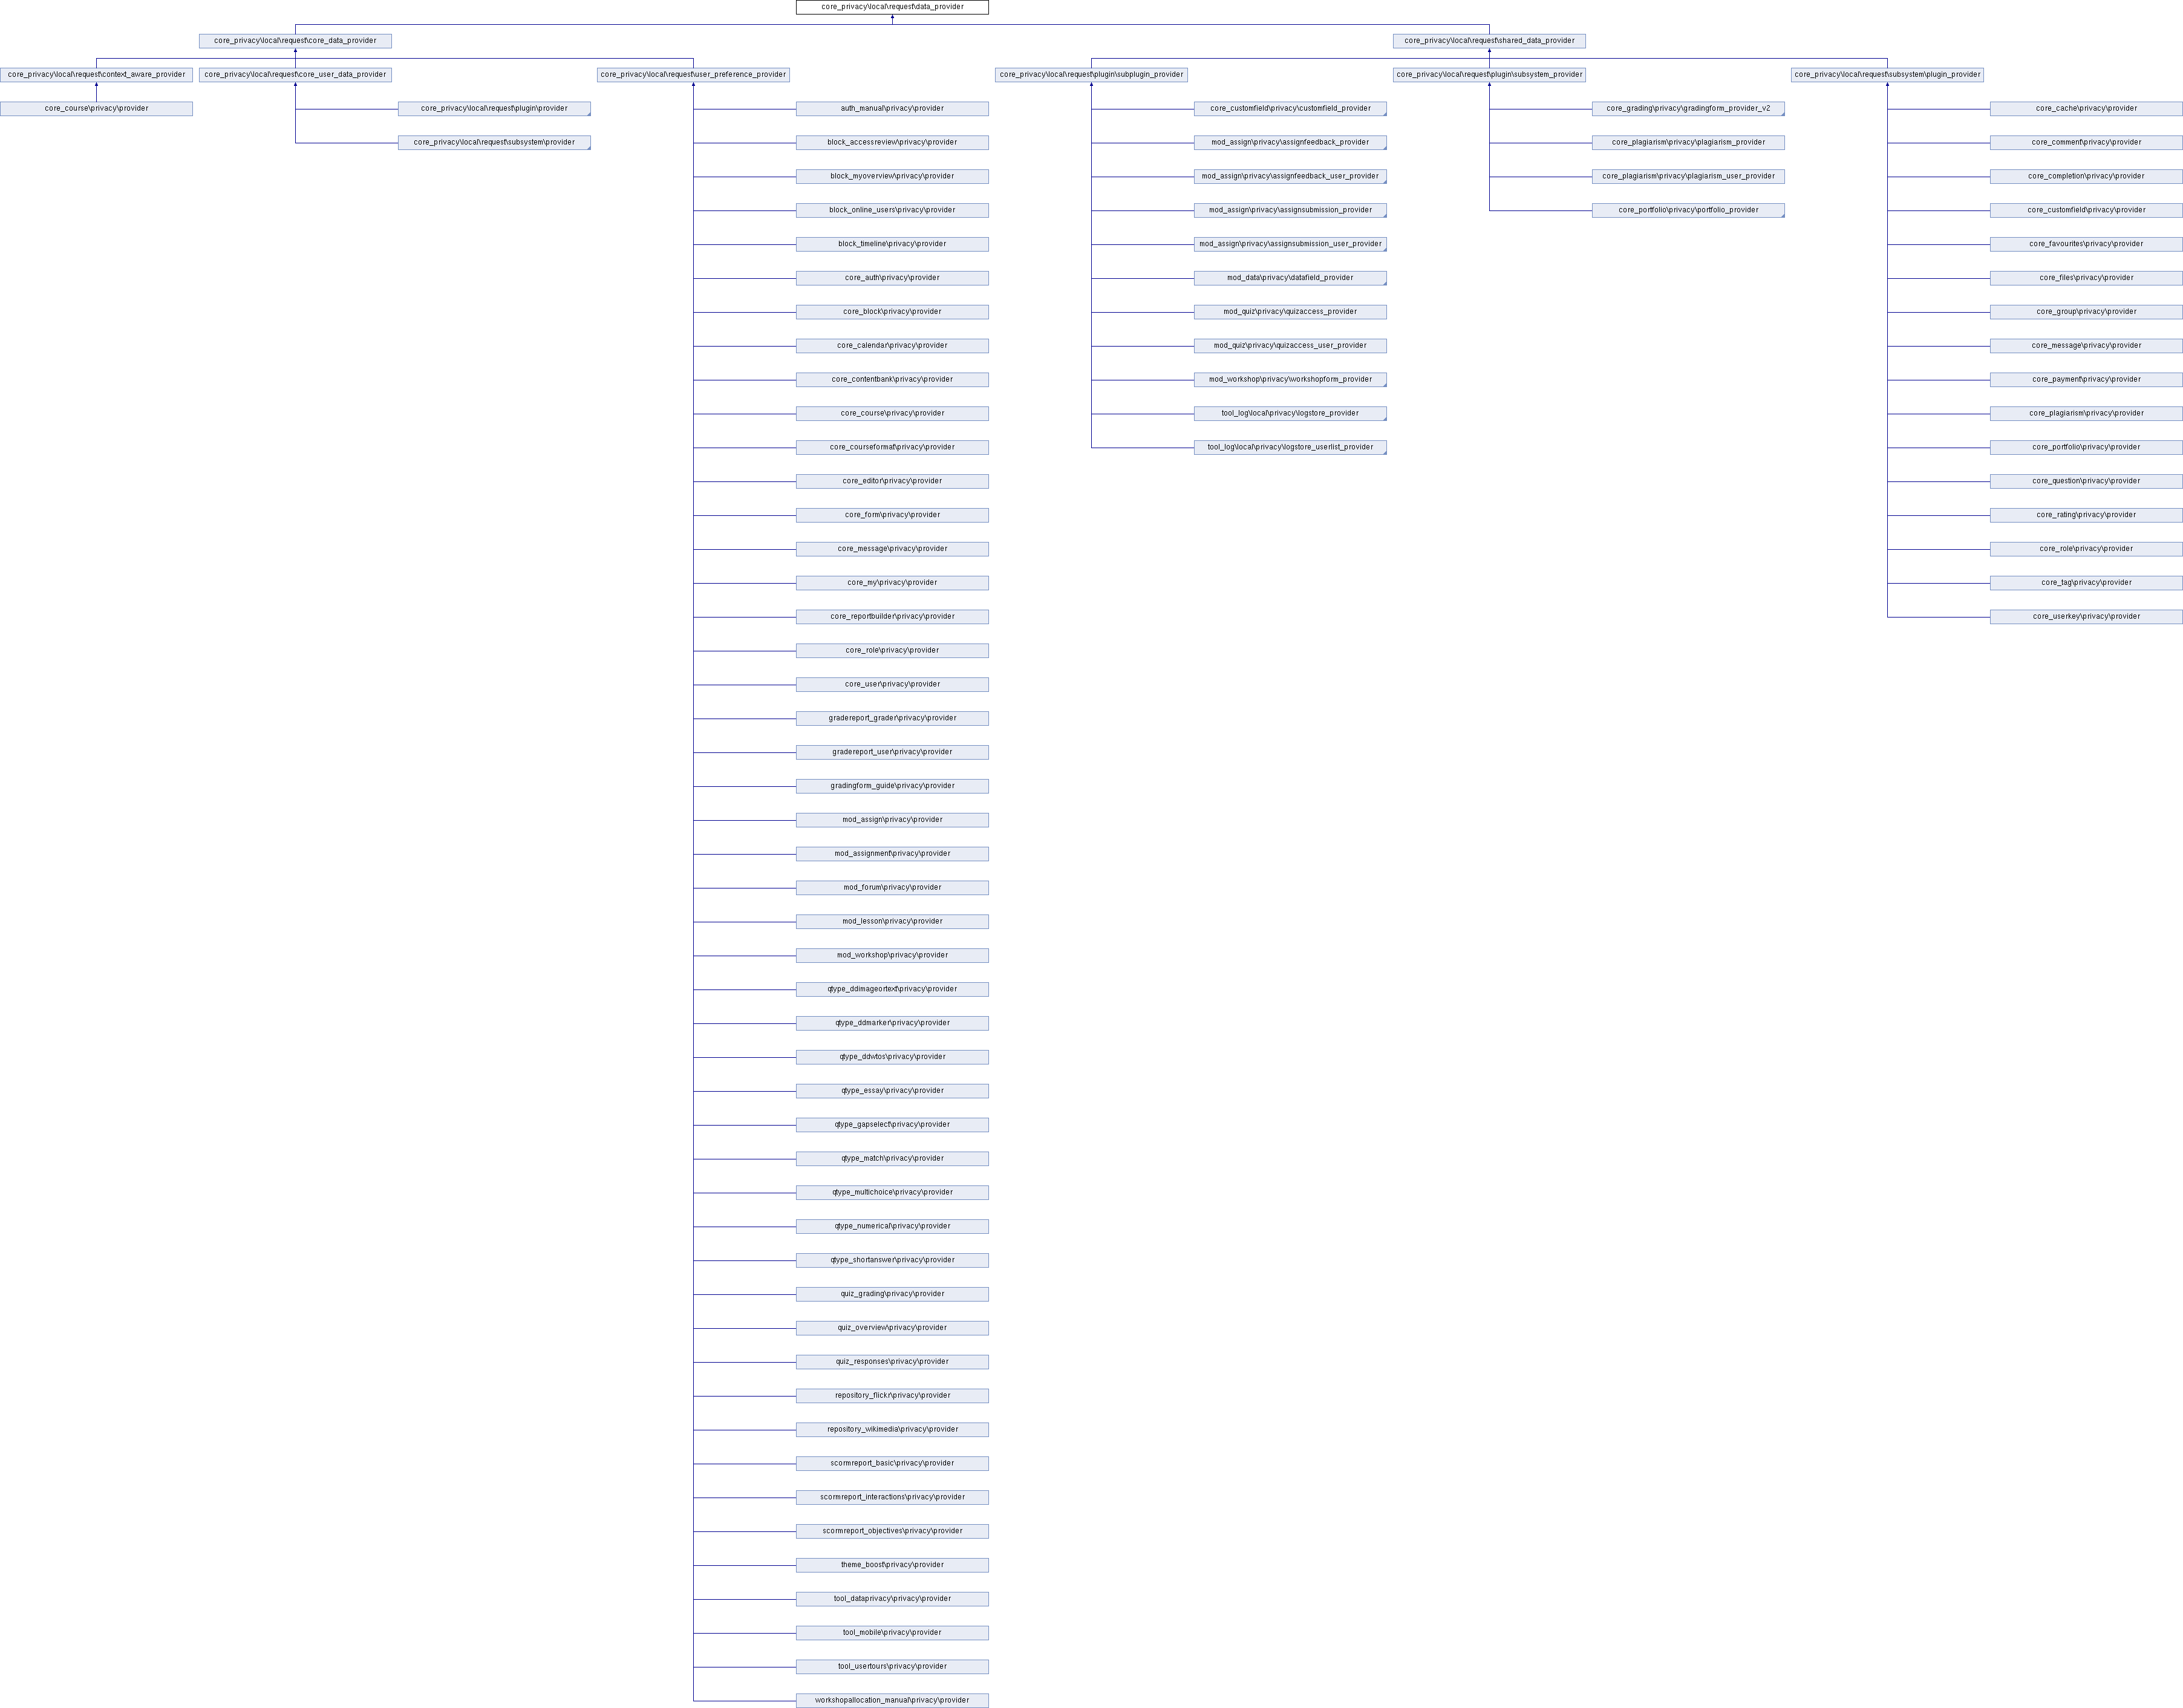 core_privacy\local\request\data_provider
core_privacy\local\request\core_data_provider
core_privacy\local\request\shared_data_provider
core_privacy\local\request\context_aware_provider
core_privacy\local\request\core_user_data_provider
core_privacy\local\request\user_preference_provider
core_privacy\local\request\plugin\subplugin_provider
core_privacy\local\request\plugin\subsystem_provider
core_privacy\local\request\subsystem\plugin_provider
core_course\privacy\provider
core_privacy\local\request\plugin\provider
core_privacy\local\request\subsystem\provider
auth_manual\privacy\provider
block_accessreview\privacy\provider
block_myoverview\privacy\provider
block_online_users\privacy\provider
block_timeline\privacy\provider
core_auth\privacy\provider
core_block\privacy\provider
core_calendar\privacy\provider
core_contentbank\privacy\provider
core_course\privacy\provider
core_courseformat\privacy\provider
core_editor\privacy\provider
core_form\privacy\provider
core_message\privacy\provider
core_my\privacy\provider
core_reportbuilder\privacy\provider
core_role\privacy\provider
core_user\privacy\provider
gradereport_grader\privacy\provider
gradereport_user\privacy\provider
gradingform_guide\privacy\provider
mod_assign\privacy\provider
mod_assignment\privacy\provider
mod_forum\privacy\provider
mod_lesson\privacy\provider
mod_workshop\privacy\provider
qtype_ddimageortext\privacy\provider
qtype_ddmarker\privacy\provider
qtype_ddwtos\privacy\provider
qtype_essay\privacy\provider
qtype_gapselect\privacy\provider
qtype_match\privacy\provider
qtype_multichoice\privacy\provider
qtype_numerical\privacy\provider
qtype_shortanswer\privacy\provider
quiz_grading\privacy\provider
quiz_overview\privacy\provider
quiz_responses\privacy\provider
repository_flickr\privacy\provider
repository_wikimedia\privacy\provider
scormreport_basic\privacy\provider
scormreport_interactions\privacy\provider
scormreport_objectives\privacy\provider
theme_boost\privacy\provider
tool_dataprivacy\privacy\provider
tool_mobile\privacy\provider
tool_usertours\privacy\provider
workshopallocation_manual\privacy\provider
core_customfield\privacy\customfield_provider
mod_assign\privacy\assignfeedback_provider
mod_assign\privacy\assignfeedback_user_provider
mod_assign\privacy\assignsubmission_provider
mod_assign\privacy\assignsubmission_user_provider
mod_data\privacy\datafield_provider
mod_quiz\privacy\quizaccess_provider
mod_quiz\privacy\quizaccess_user_provider
mod_workshop\privacy\workshopform_provider
tool_log\local\privacy\logstore_provider
tool_log\local\privacy\logstore_userlist_provider
core_grading\privacy\gradingform_provider_v2
core_plagiarism\privacy\plagiarism_provider
core_plagiarism\privacy\plagiarism_user_provider
core_portfolio\privacy\portfolio_provider
core_cache\privacy\provider
core_comment\privacy\provider
core_completion\privacy\provider
core_customfield\privacy\provider
core_favourites\privacy\provider
core_files\privacy\provider
core_group\privacy\provider
core_message\privacy\provider
core_payment\privacy\provider
core_plagiarism\privacy\provider
core_portfolio\privacy\provider
core_question\privacy\provider
core_rating\privacy\provider
core_role\privacy\provider
core_tag\privacy\provider
core_userkey\privacy\provider